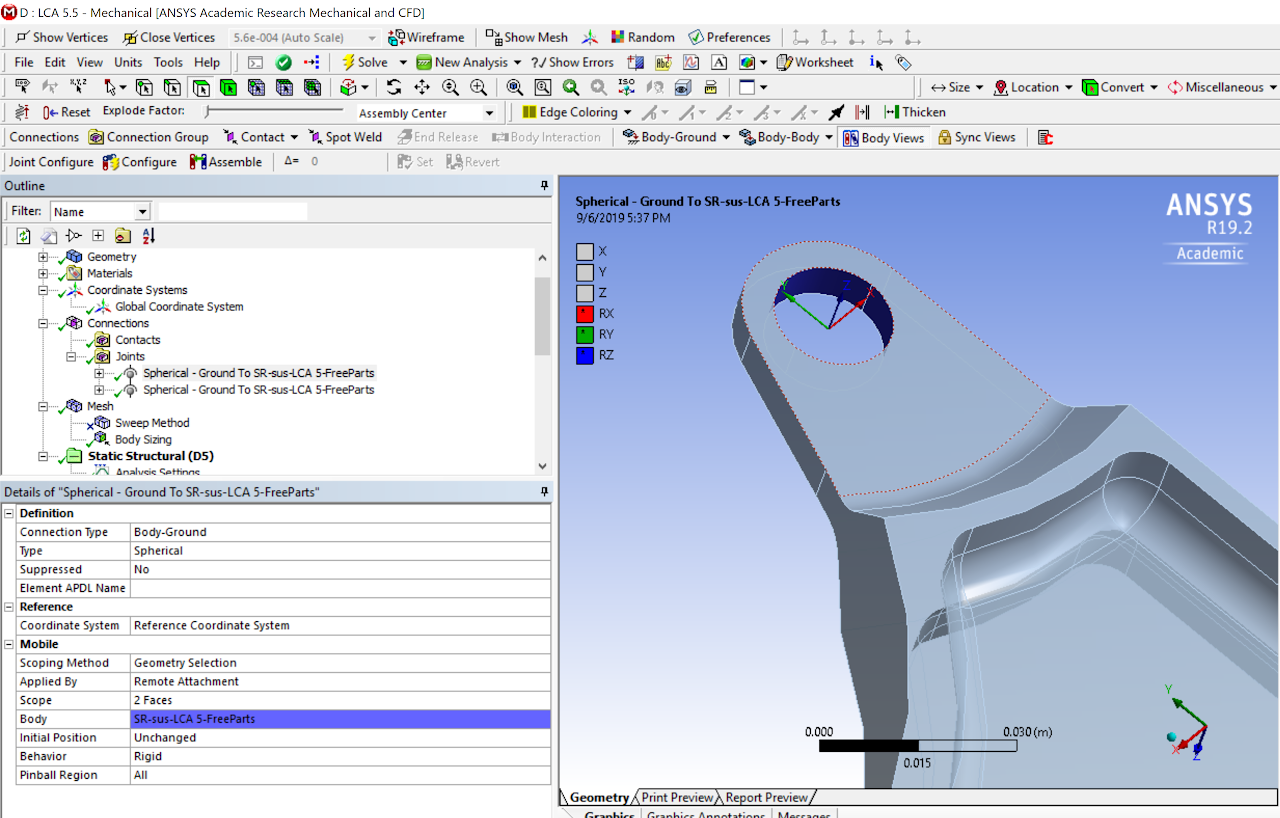 D : LCA 5.5 - Mechanical [ANSYS Academic Research Mechanical and CFD]
Show Vertices Close Vertices 5.6e-004 (Auto Scale) Wireframe Show Mesh Random Preferences
File Edit View Units Tools Help Solve New Analysis ?/ Show Errors Worksheet
Size Location Convert Miscellaneous
Reset Explode Factor: Assembly Center Edge Coloring Thicken
Connections Connection Group Contact Spot Weld End Release Body Interaction Body-Ground Body-Body Body Views Sync Views
Joint Configure Configure Assemble Δ= 0 Set Revert
Outline
Filter: Name
Geometry
Materials
Coordinate Systems
Global Coordinate System
Connections
Contacts
Joints
Spherical - Ground To SR-sus-LCA 5-FreeParts
Spherical - Ground To SR-sus-LCA 5-FreeParts
Mesh
Sweep Method
Body Sizing
Static Structural (D5)
Analysis Settings
Details of "Spherical - Ground To SR-sus-LCA 5-FreeParts"
Definition
Connection Type Body-Ground
Type Spherical
Suppressed No
Element APDL Name
Reference
Coordinate System Reference Coordinate System
Mobile
Scoping Method Geometry Selection
Applied By Remote Attachment
Scope 2 Faces
Body SR-sus-LCA 5-FreeParts
Initial Position Unchanged
Behavior Rigid
Pinball Region All
Spherical - Ground To SR-sus-LCA 5-FreeParts
9/6/2019 5:37 PM
X
Y
Z
RX
RY
RZ
ANSYS
R19.2
Academic
0.000 0.030 (m)
0.015
Y
X
Z
Geometry Print Preview Report Preview
Graphics Graphics Annotations Messages